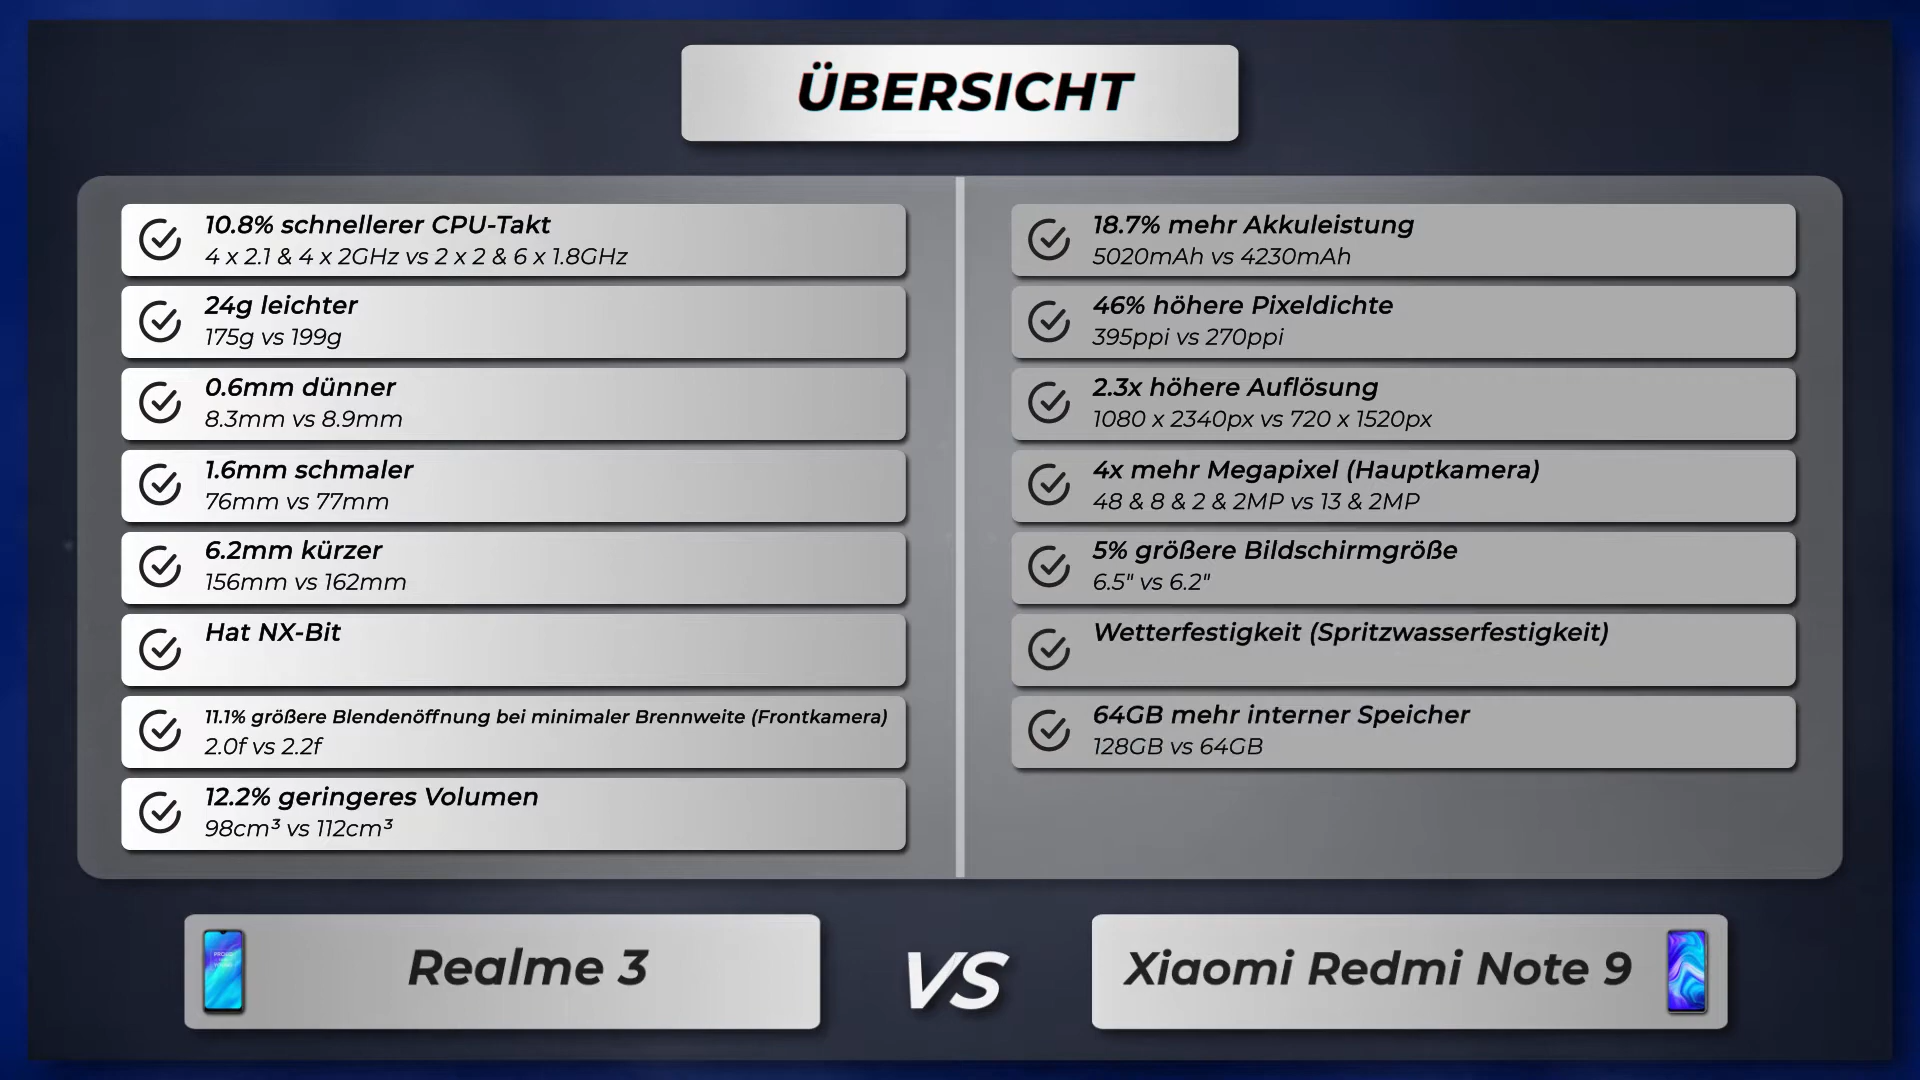 ÜBERSICHT
10.8% schnellerer CPU-Takt
4 x 2.1 & 4 x 2GHz vs 2 x 2 & 6 x 1.8GHz
24g leichter
175g vs 199g
0.6mm dünner
8.3mm vs 8.9mm
1.6mm schmaler
76mm vs 77mm
6.2mm kürzer
156mm vs 162mm
Hat NX-Bit
11.1% größere Blendenöffnung bei minimaler Brennweite (Frontkamera)
2.0f vs 2.2f
12.2% geringeres Volumen
98cm³ vs 112cm³
18.7% mehr Akkuleistung
5020mAh vs 4230mAh
46% höhere Pixeldichte
395ppi vs 270ppi
2.3x höhere Auflösung
1080 x 2340px vs 720 x 1520px
4x mehr Megapixel (Hauptkamera)
48 & 8 & 2 & 2MP vs 13 & 2MP
5% größere Bildschirmgröße
6.5" vs 6.2"
Wetterfestigkeit (Spritzwasserfestigkeit)
64GB mehr interner Speicher
128GB vs 64GB
Realme 3
VS
Xiaomi Redmi Note 9